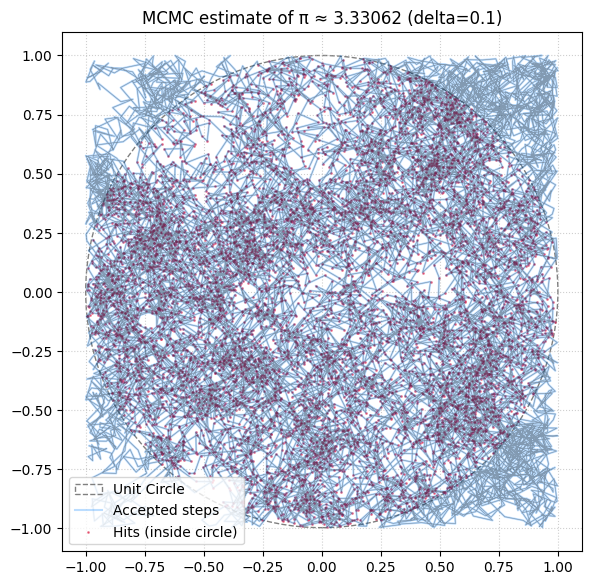 MCMC estimate of π ≈ 3.33062 (delta=0.1)
1.00
0.75
0.50
0.25
0.00
−0.25
−0.50
−0.75
−1.00
Unit Circle
Accepted steps
Hits (inside circle)
−1.00 −0.75 −0.50 −0.25 0.00 0.25 0.50 0.75 1.00